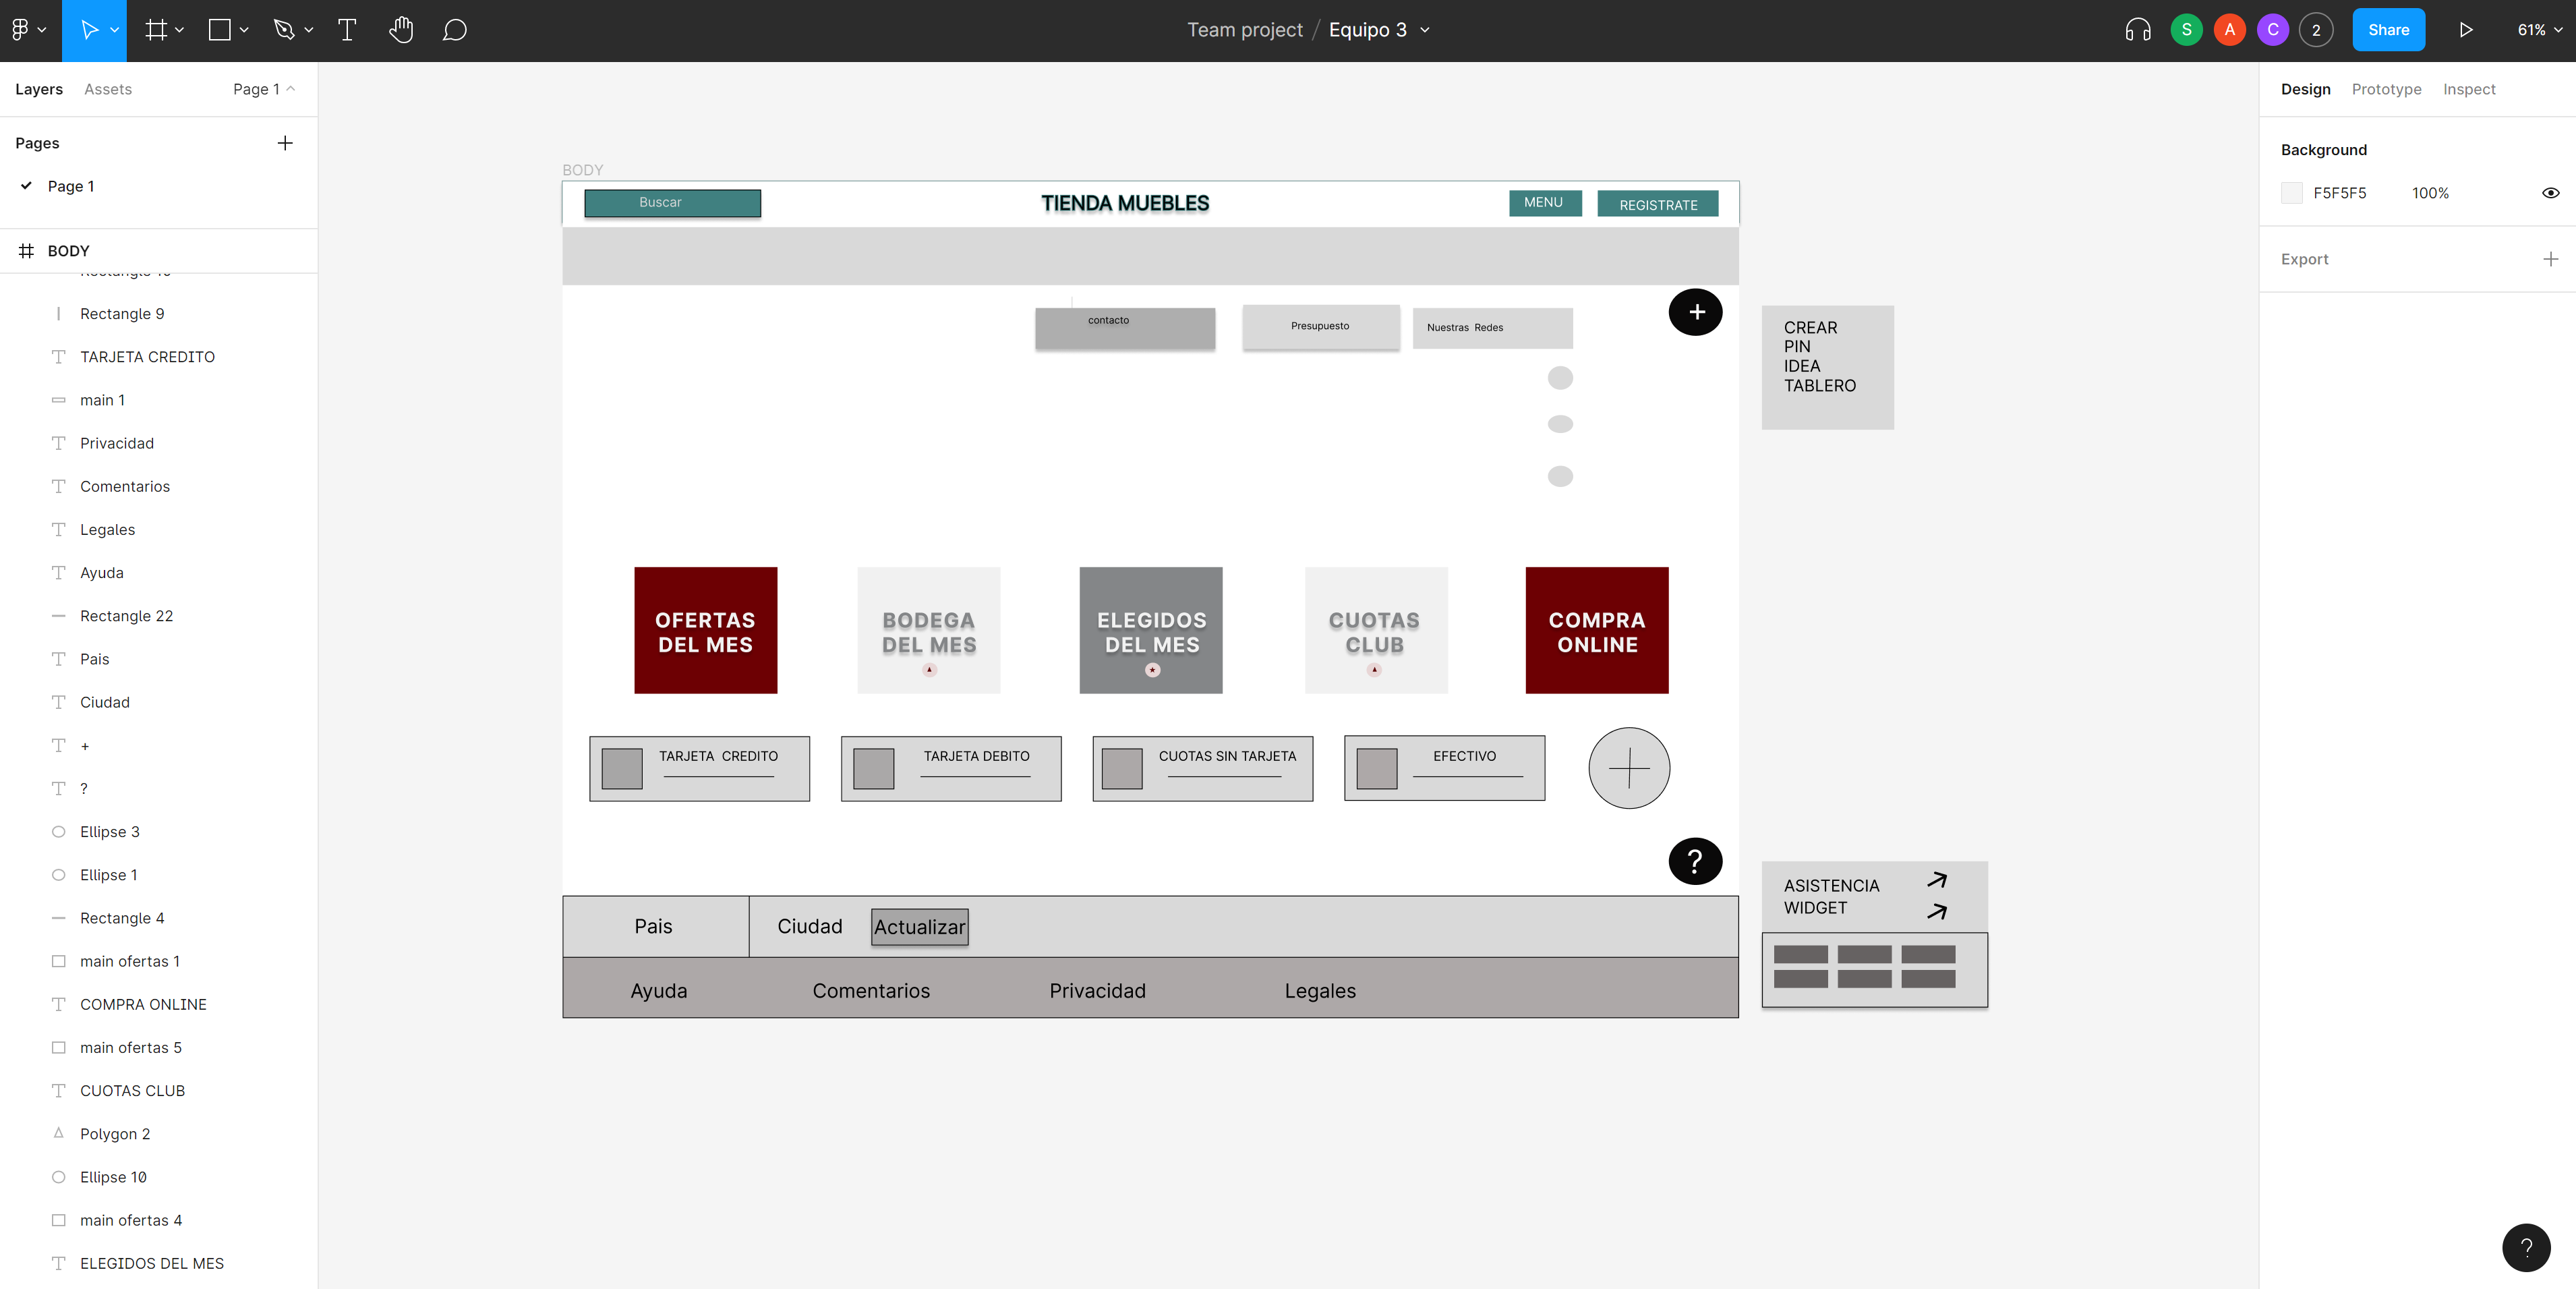 Team project / Equipo 3
S
A
C
2
Share
61%
Layers
Assets
Page 1
Pages
Page 1
BODY
Rectangle 9
TARJETA CREDITO
main 1
Privacidad
Comentarios
Legales
Ayuda
Rectangle 22
Pais
Ciudad
+
?
Ellipse 3
Ellipse 1
Rectangle 4
main ofertas 1
COMPRA ONLINE
main ofertas 5
CUOTAS CLUB
Polygon 2
Ellipse 10
main ofertas 4
ELEGIDOS DEL MES
BODY
Buscar
TIENDA MUEBLES
MENU
REGISTRATE
contacto
Presupuesto
Nuestras Redes
+
OFERTAS
DEL MES
BODEGA
DEL MES
ELEGIDOS
DEL MES
CUOTAS
CLUB
COMPRA
ONLINE
TARJETA CREDITO
TARJETA DEBITO
CUOTAS SIN TARJETA
EFECTIVO
?
Pais
Ciudad
Actualizar
Ayuda
Comentarios
Privacidad
Legales
CREAR
PIN
IDEA
TABLERO
ASISTENCIA
WIDGET
Design
Prototype
Inspect
Background
F5F5F5
100%
Export
?